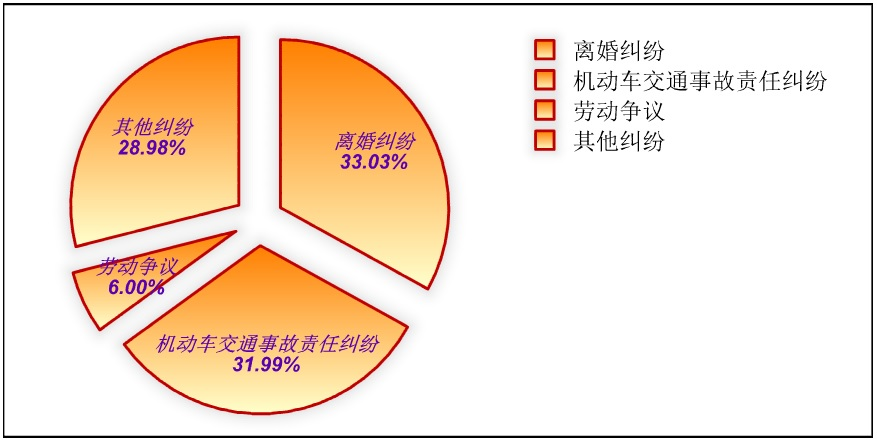 其他纠纷
28.98%
离婚纠纷
33.03%
劳动争议
6.00%
机动车交通事故责任纠纷
31.99%
离婚纠纷
机动车交通事故责任纠纷
劳动争议
其他纠纷